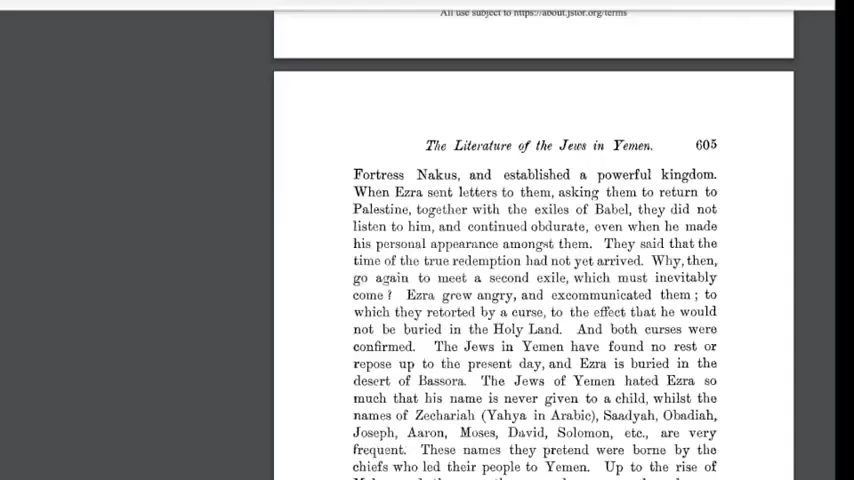 All use subject to https://about.jstor.org/terms
The Literature of the Jews in Yemen. 605
Fortress Nakus, and established a powerful kingdom.
When Ezra sent letters to them, asking them to return to
Palestine, together with the exiles of Babel, they did not
listen to him, and continued obdurate, even when he made
his personal appearance amongst them. They said that the
time of the true redemption had not yet arrived. Why, then,
go again to meet a second exile, which must inevitably
come? Ezra grew angry, and excommunicated them; to
which they retorted by a curse, to the effect that he would
not be buried in the Holy Land. And both curses were
confirmed. The Jews in Yemen have found no rest or
repose up to the present day, and Ezra is buried in the
desert of Bassora. The Jews of Yemen hated Ezra so
much that his name is never given to a child, whilst the
names of Zechariah (Yahya in Arabic), Saadyah, Obadiah,
Joseph, Aaron, Moses, David, Solomon, etc., are very
frequent. These names they pretend were borne by the
chiefs who led their people to Yemen. Up to the rise of